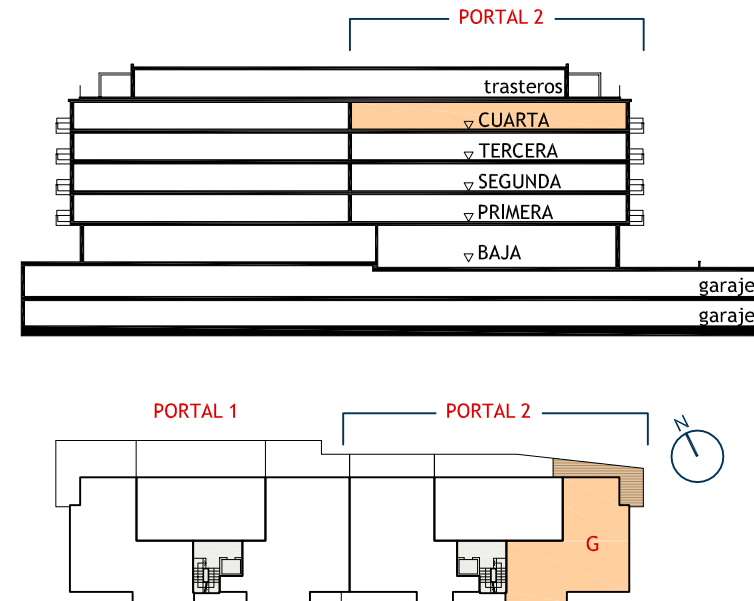 PORTAL 2
trasteros
CUARTA
TERCERA
SEGUNDA
PRIMERA
BAJA
garaje
garaje
PORTAL 1 PORTAL 2
N
G